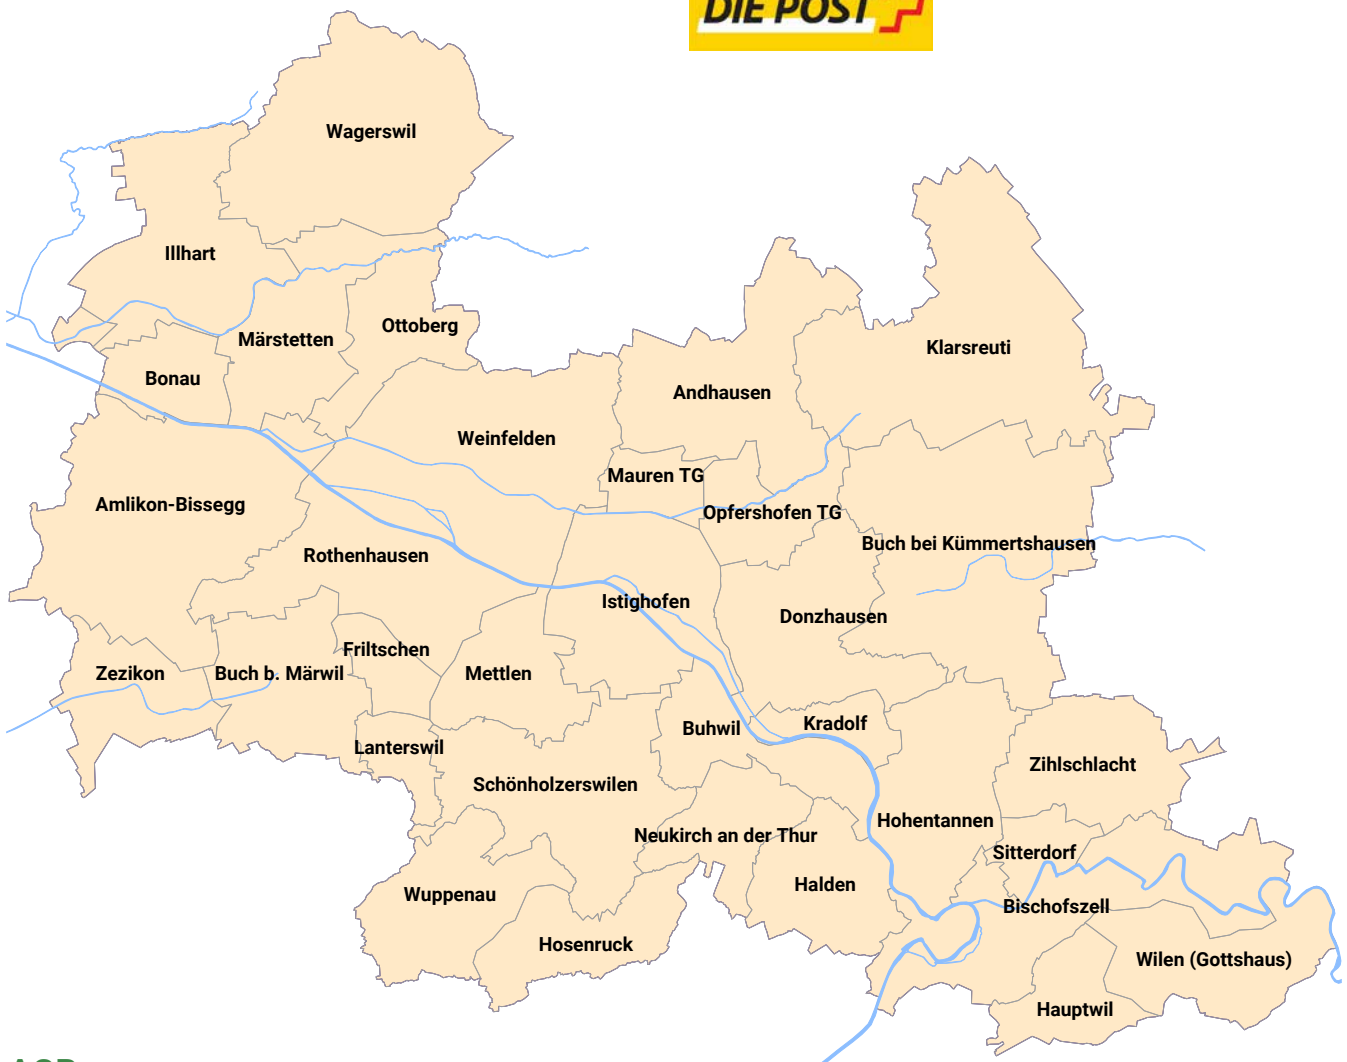 DIE POST
Wagerswil
Illhart
Ottoberg
Märstetten
Klarsreuti
Bonau
Andhausen
Weinfelden
Mauren TG
Amlikon-Bissegg
Opfershofen TG
Buch bei Kümmertshausen
Rothenhausen
Istighofen
Donzhausen
Friltschen
Zezikon
Buch b. Märwil
Mettlen
Kradolf
Buhwil
Lanterswil
Zihlschlacht
Schönholzerswilen
Hohentannen
Neukirch an der Thur
Sitterdorf
Halden
Wuppenau
Bischofszell
Hosenruck
Wilen (Gottshaus)
Hauptwil